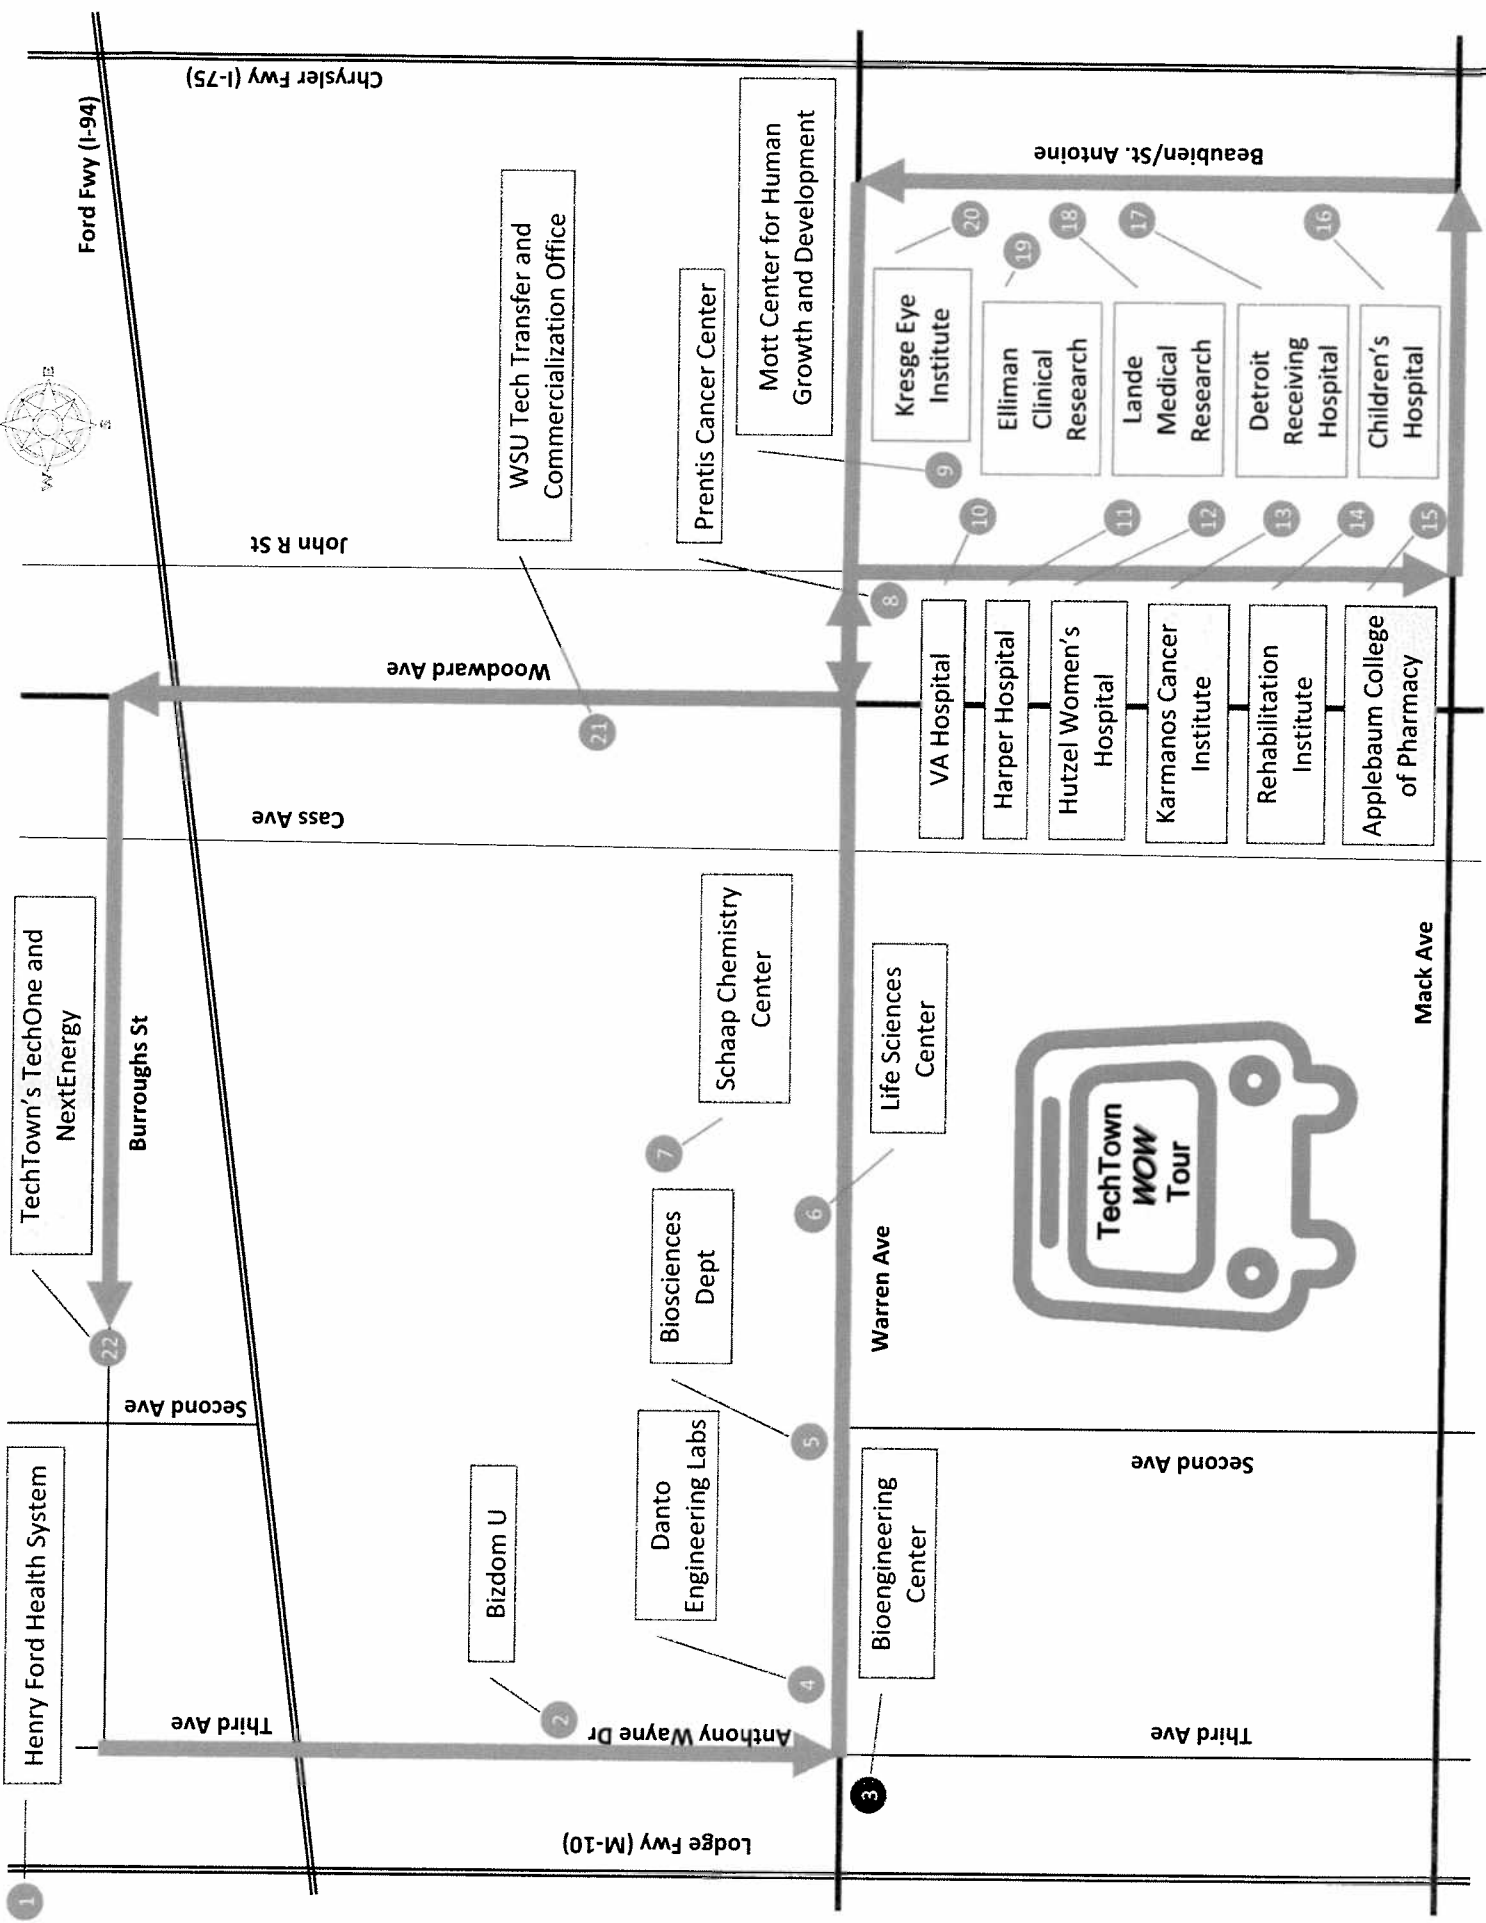 1
Henry Ford Health System
22
TechTown's TechOne and
NextEnergy
Burroughs St
Ford Fwy (I-94)
W
E
S
Third Ave
Second Ave
Cass Ave
John R St
Chrysler Fwy (I-75)
Woodward Ave
Lodge Fwy (M-10)
Anthony Wayne Dr
2
Bizdom U
21
WSU Tech Transfer and
Commercialization Office
4
Danto
Engineering Labs
5
Biosciences
Dept
7
Schaap Chemistry
Center
8
Prentis Cancer Center
9
Mott Center for Human
Growth and Development
3
Bioengineering
Center
Warren Ave
6
Life Sciences
Center
10
VA Hospital
11
Harper Hospital
12
Hutzel Women's
Hospital
13
Karmanos Cancer
Institute
14
Rehabilitation
Institute
15
Applebaum College
of Pharmacy
20
Kresge Eye
Institute
19
Elliman
Clinical
Research
18
Lande
Medical
Research
17
Detroit
Receiving
Hospital
16
Children's
Hospital
Beaubien/St. Antoine
Third Ave
Second Ave
TechTown
WOW
Tour
Mack Ave